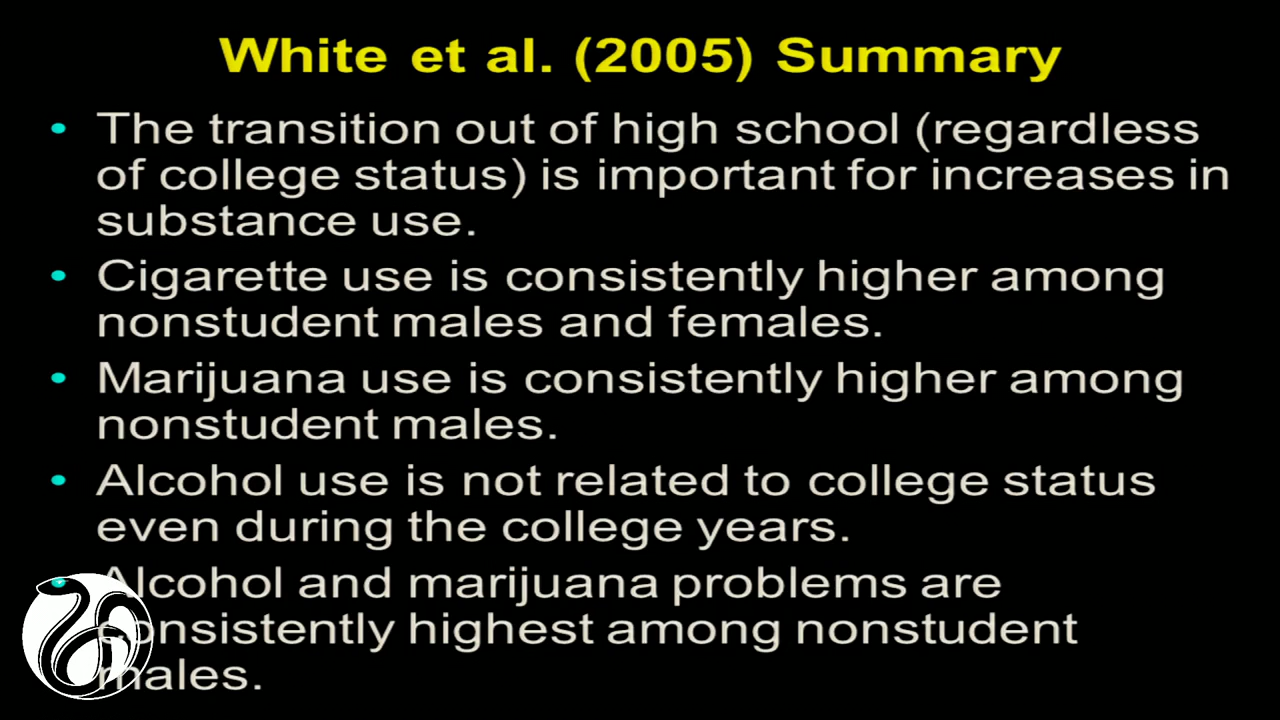 White et al. (2005) Summary
• The transition out of high school (regardless
of college status) is important for increases in
substance use.
• Cigarette use is consistently higher among
nonstudent males and females.
• Marijuana use is consistently higher among
nonstudent males.
• Alcohol use is not related to college status
even during the college years.
• Alcohol and marijuana problems are
consistently highest among nonstudent
males.